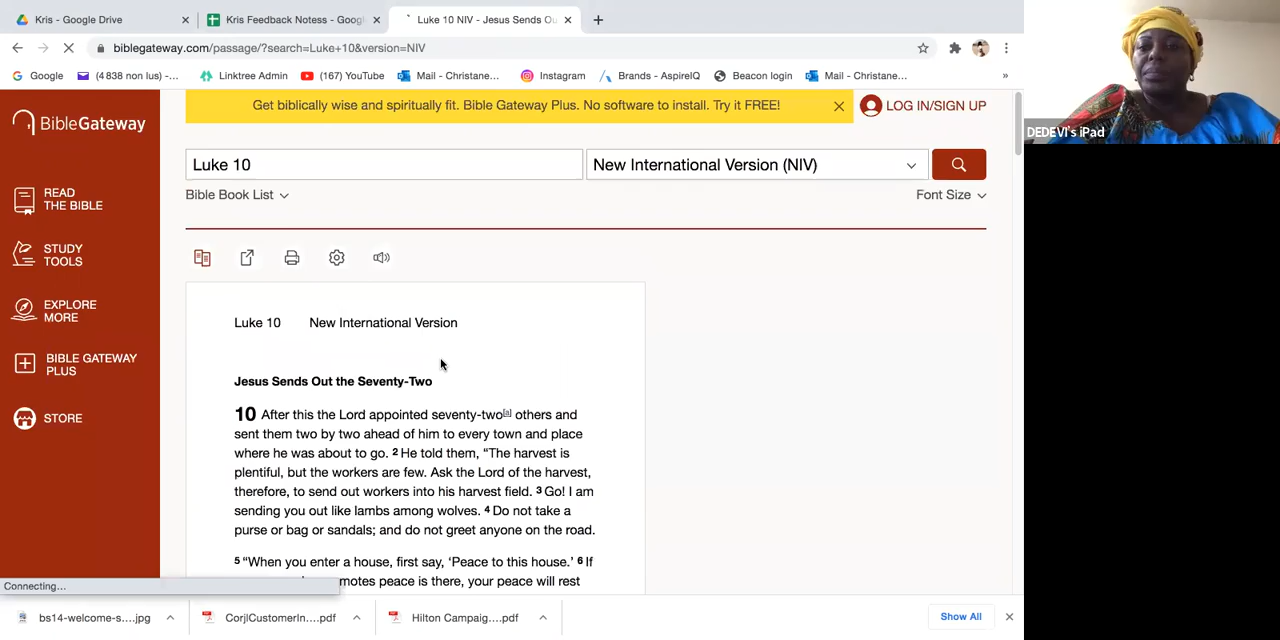 Kris - Google Drive
Kris Feedback Notess - Googl
Luke 10 NIV - Jesus Sends Ou
biblegateway.com/passage/?search=Luke+10&version=NIV
Google
(4 838 non lus) -...
Linktree Admin
(167) YouTube
Mail - Christane...
Instagram
Brands - AspireIQ
Beacon login
Mail - Christane...
»
Get biblically wise and spiritually fit. Bible Gateway Plus. No software to install. Try it FREE!
LOG IN/SIGN UP
BibleGateway
READ
THE BIBLE
STUDY
TOOLS
EXPLORE
MORE
BIBLE GATEWAY
PLUS
STORE
Luke 10
New International Version (NIV)
Bible Book List
Font Size
Luke 10 New International Version
Jesus Sends Out the Seventy-Two
10 After this the Lord appointed seventy-two[a] others and
sent them two by two ahead of him to every town and place
where he was about to go. 2 He told them, “The harvest is
plentiful, but the workers are few. Ask the Lord of the harvest,
therefore, to send out workers into his harvest field. 3 Go! I am
sending you out like lambs among wolves. 4 Do not take a
purse or bag or sandals; and do not greet anyone on the road.
5 “When you enter a house, first say, ‘Peace to this house.’ 6 If
motes peace is there, your peace will rest
Connecting...
bs14-welcome-s....jpg
CorjlCustomerIn....pdf
Hilton Campaig....pdf
Show All
DEDEVI's iPad